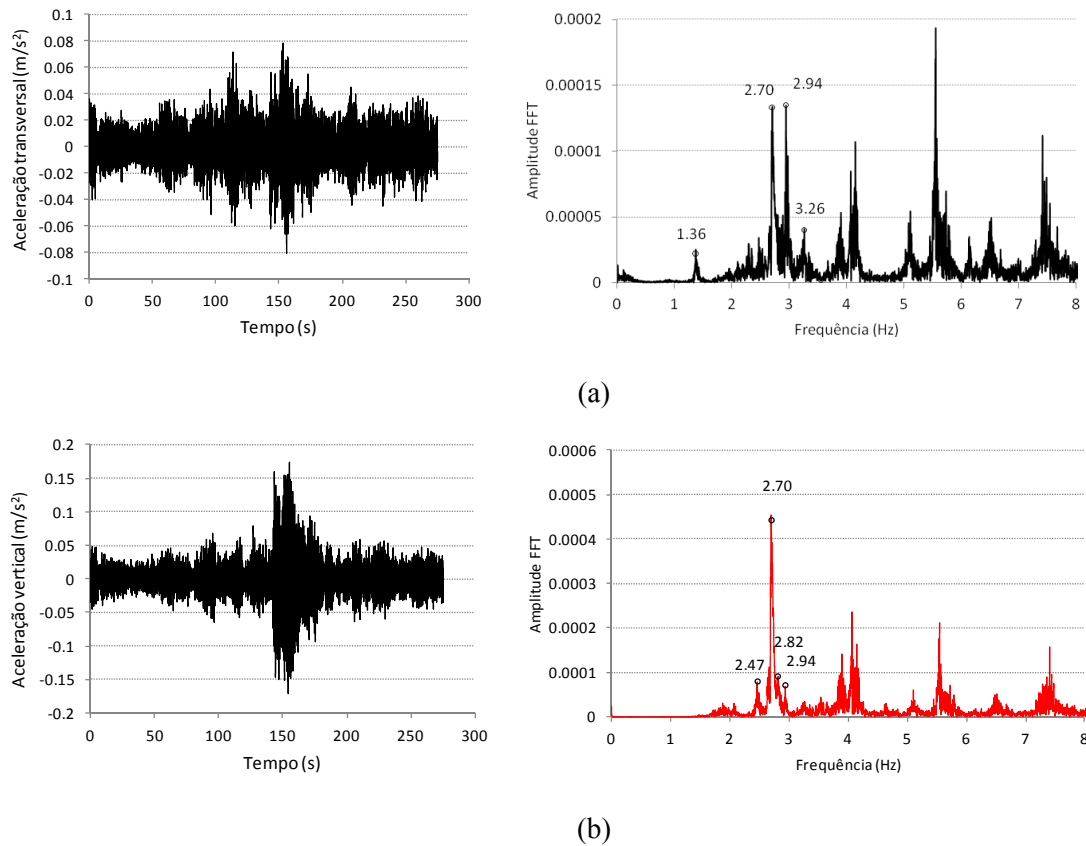 Aceleração transversal (m/s²)
0.1
0.08
0.06
0.04
0.02
0
-0.02
-0.04
-0.06
-0.08
-0.1
0 50 100 150 200 250 300
Tempo (s)
Amplitude FFT
0.0002
0.00015
0.0001
0.00005
0
2.70
2.94
3.26
1.36
0 1 2 3 4 5 6 7 8
Frequência (Hz)
(a)
Aceleração vertical (m/s²)
0.2
0.15
0.1
0.05
0
-0.05
-0.1
-0.15
-0.2
0 50 100 150 200 250 300
Tempo (s)
Amplitude FFT
0.0006
0.0005
0.0004
0.0003
0.0002
0.0001
0
2.70
2.82
2.47
2.94
0 1 2 3 4 5 6 7 8
Frequência (Hz)
(b)